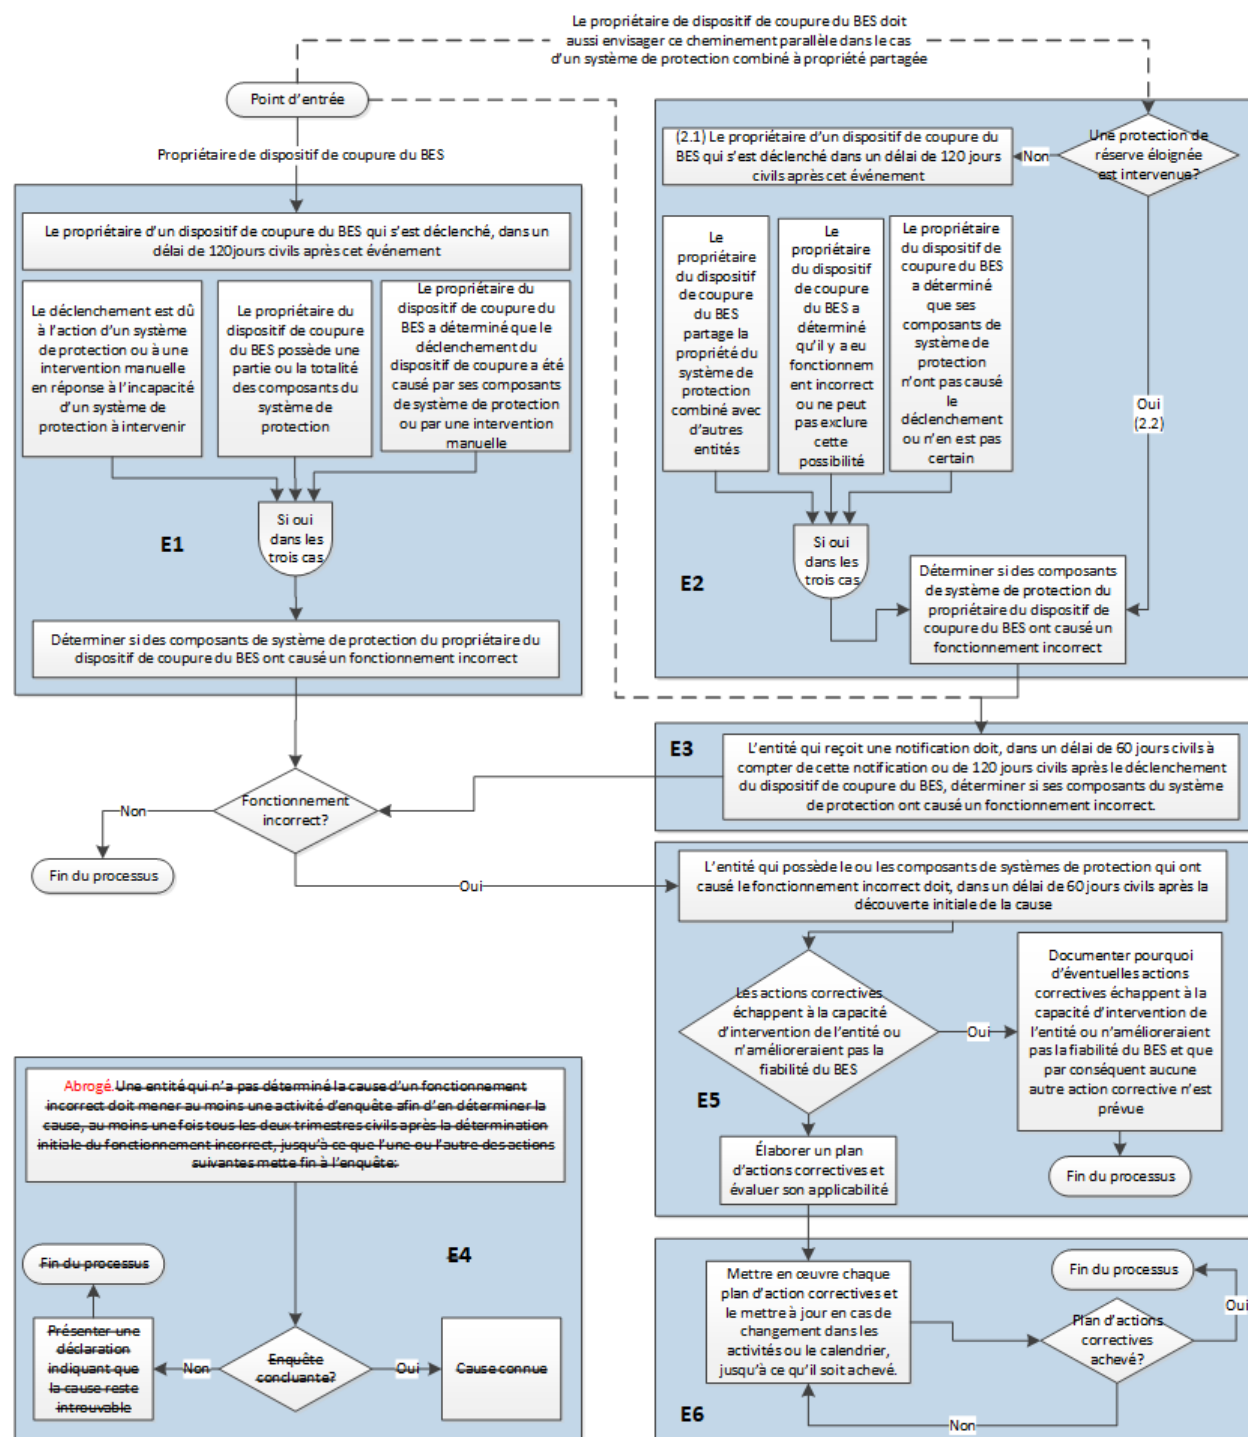 Le propriétaire de dispositif de coupure du BES doit
aussi envisager ce cheminement parallèle dans le cas
d'un système de protection combiné à propriété partagée
Point d'entrée
Propriétaire de dispositif de coupure du BES
Le propriétaire d'un dispositif de coupure du BES qui s'est déclenché, dans un
délai de 120jours civils après cet événement
Le déclenchement est dû
à l'action d'un système
de protection ou à une
intervention manuelle
en réponse à l'incapacité
d'un système de
protection à intervenir
Le propriétaire du
dispositif de coupure
du BES possède une
partie ou la totalité
des composants du
système de
protection
Le propriétaire du
dispositif de coupure du
BES a déterminé que le
déclenchement du
dispositif de coupure a été
causé par ses composants
de système de protection
ou par une intervention
manuelle
Si oui
dans les
trois cas
E1
Déterminer si des composants de système de protection du propriétaire du
dispositif de coupure du BES ont causé un fonctionnement incorrect
Une protection de
réserve éloignée
est intervenue?
Non
(2.1) Le propriétaire d'un dispositif de coupure du
BES qui s'est déclenché dans un délai de 120 jours
civils après cet événement
Le
propriétaire
du dispositif
de coupure
du BES
partage la
propriété du
système de
protection
combiné avec
d'autres
entités
Le
propriétaire
du dispositif
de coupure
du BES a
déterminé
qu'il y a eu
fonctionnem
ent incorrect
ou ne peut
pas exclure
cette
possibilité
Le propriétaire
du dispositif de
coupure du BES
a déterminé
que ses
composants de
système de
protection
n'ont pas causé
le
déclenchement
ou n'en est pas
certain
Oui
(2.2)
Si oui
dans les
trois cas
E2
Déterminer si des composants
de système de protection du
propriétaire du dispositif de
coupure du BES ont causé un
fonctionnement incorrect
E3
L'entité qui reçoit une notification doit, dans un délai de 60 jours civils à
compter de cette notification ou de 120 jours civils après le déclenchement
du dispositif de coupure du BES, déterminer si ses composants du système
de protection ont causé un fonctionnement incorrect.
Fonctionnement
incorrect?
Non
Fin du processus
Oui
L'entité qui possède le ou les composants de systèmes de protection qui ont
causé le fonctionnement incorrect doit, dans un délai de 60 jours civils après la
découverte initiale de la cause
Les actions correctives
échappent à la capacité
d'intervention de l'entité ou
n'amélioreraient pas la
fiabilité du BES
Oui
Documenter pourquoi
d'éventuelles actions
correctives échappent à la
capacité d'intervention de
l'entité ou n'amélioreraient
pas la fiabilité du BES et que
par conséquent aucune
autre action corrective n'est
prévue
Fin du processus
E5
Élaborer un plan
d'actions correctives et
évaluer son applicabilité
Abrogé. Une entité qui n'a pas déterminé la cause d'un fonctionnement
incorrect doit mener au moins une activité d'enquête afin d'en déterminer la
cause, au moins une fois tous les deux trimestres civils après la détermination
initiale du fonctionnement incorrect, jusqu'à ce que l'une ou l'autre des actions
suivantes mette fin à l'enquête:
E4
Fin du processus
Présenter une
déclaration
indiquant que
la cause reste
introuvable
Non
Enquête
concluante?
Oui
Cause connue
Mettre en œuvre chaque
plan d'action correctives et
le mettre à jour en cas de
changement dans les
activités ou le calendrier,
jusqu'à ce qu'il soit achevé.
Fin du processus
Oui
Plan d'actions
correctives
achevé?
Non
E6